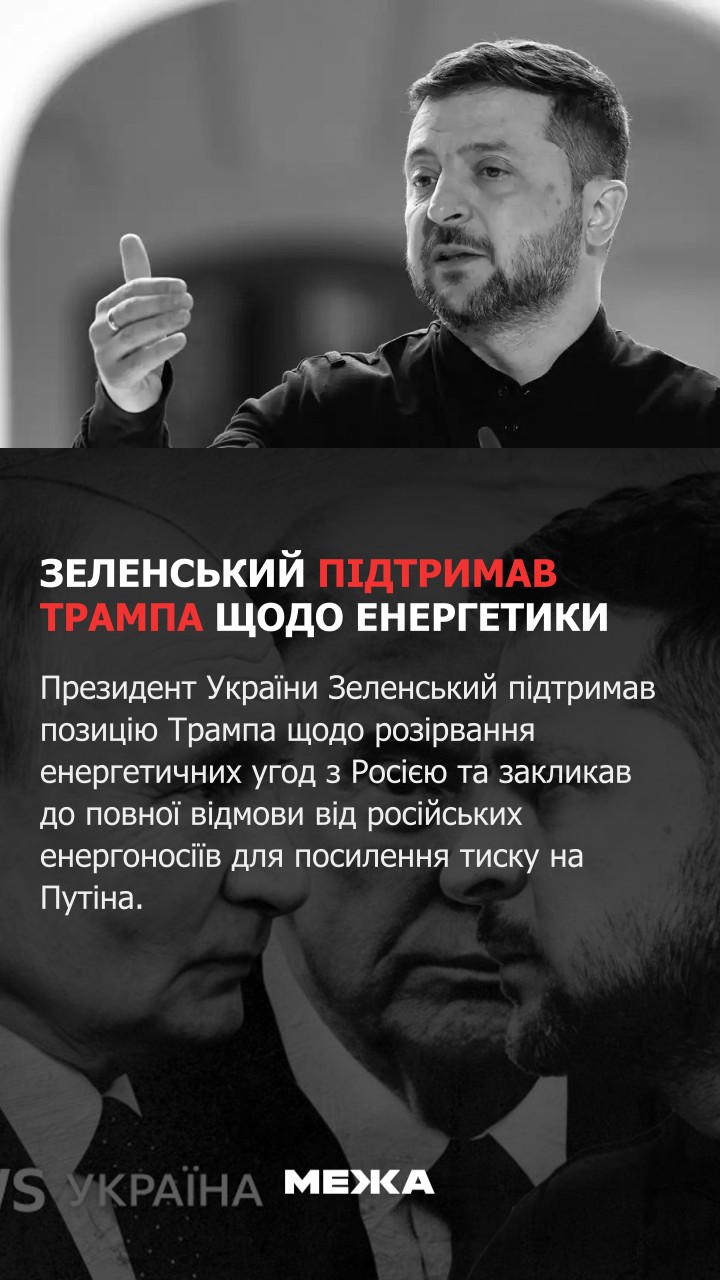 ЗЕЛЕНСЬКИЙ ПІДТРИМАВ
ТРАМПА ЩОДО ЕНЕРГЕТИКИ
Президент України Зеленський підтримав
позицію Трампа щодо розірвання
енергетичних угод з Росією та закликав
до повної відмови від російських
енергоносіїв для посилення тиску на
Путіна.
УКРАЇНА
МЕЖА